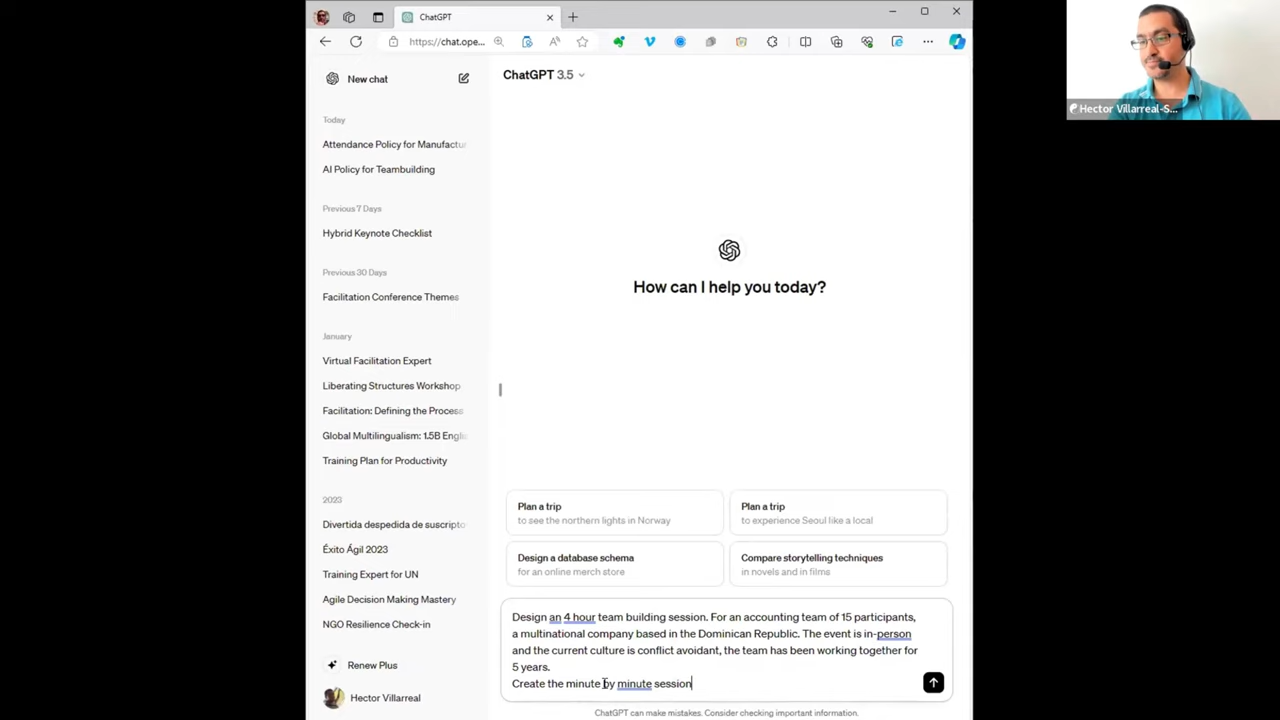 ChatGPT
https://chat.ope...
New chat
Today
Attendance Policy for Manufactur
AI Policy for Teambuilding
Previous 7 Days
Hybrid Keynote Checklist
Previous 30 Days
Facilitation Conference Themes
January
Virtual Facilitation Expert
Liberating Structures Workshop
Facilitation: Defining the Process
Global Multilingualism: 1.5B Englis
Training Plan for Productivity
2023
Divertida despedida de suscripto
Éxito Ágil 2023
Training Expert for UN
Agile Decision Making Mastery
NGO Resilience Check-in
Renew Plus
Hector Villarreal
ChatGPT 3.5
How can I help you today?
Plan a trip
to see the northern lights in Norway
Plan a trip
to experience Seoul like a local
Design a database schema
for an online merch store
Compare storytelling techniques
in novels and in films
Design an 4 hour team building session. For an accounting team of 15 participants,
a multinational company based in the Dominican Republic. The event is in-person
and the current culture is conflict avoidant, the team has been working together for
5 years.
Create the minute by minute session
ChatGPT can make mistakes. Consider checking important information.
Hector Villarreal-S...